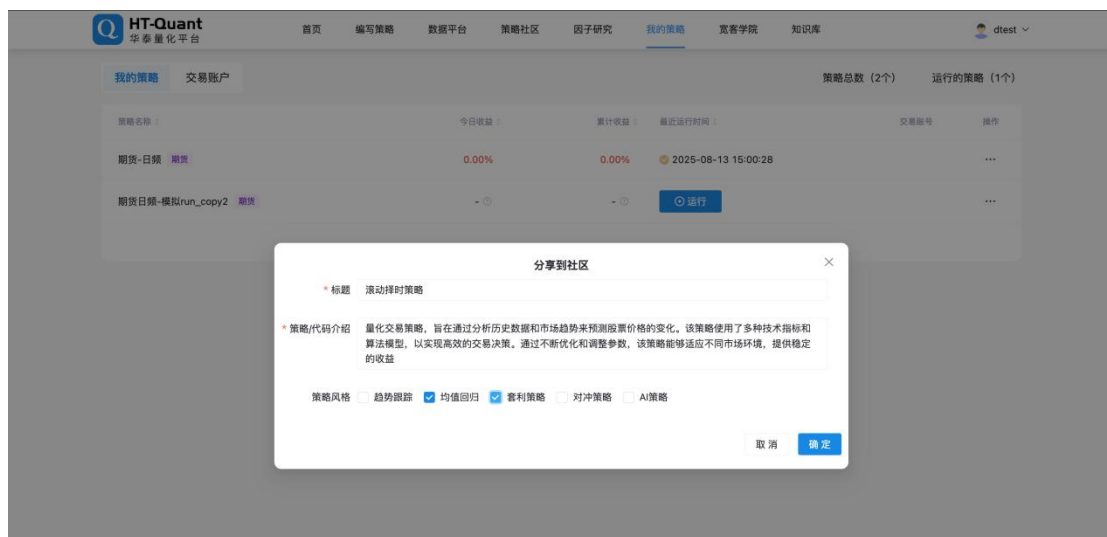 HT-Quant
华泰量化平台
首页 编写策略 数据平台 策略社区 因子研究 我的策略 宽客学院 知识库 dtest
我的策略 交易账户 策略总数（2个） 运行的策略（1个）
策略名称 今日收益 累计收益 最近运行时间 交易账号 操作
期货-日频 期货 0.00% 0.00% 2025-08-13 15:00:28 ...
期货日频-模拟run_copy2 期货 - - 运行 ...
分享到社区
* 标题 滚动择时策略
* 策略/代码介绍 量化交易策略，旨在通过分析历史数据和市场趋势来预测股票价格的变化。该策略使用了多种技术指标和
算法模型，以实现高效的交易决策。通过不断优化和调整参数，该策略能够适应不同市场环境，提供稳定
的收益
策略风格 趋势跟踪 均值回归 套利策略 对冲策略 AI策略
取 消 确 定